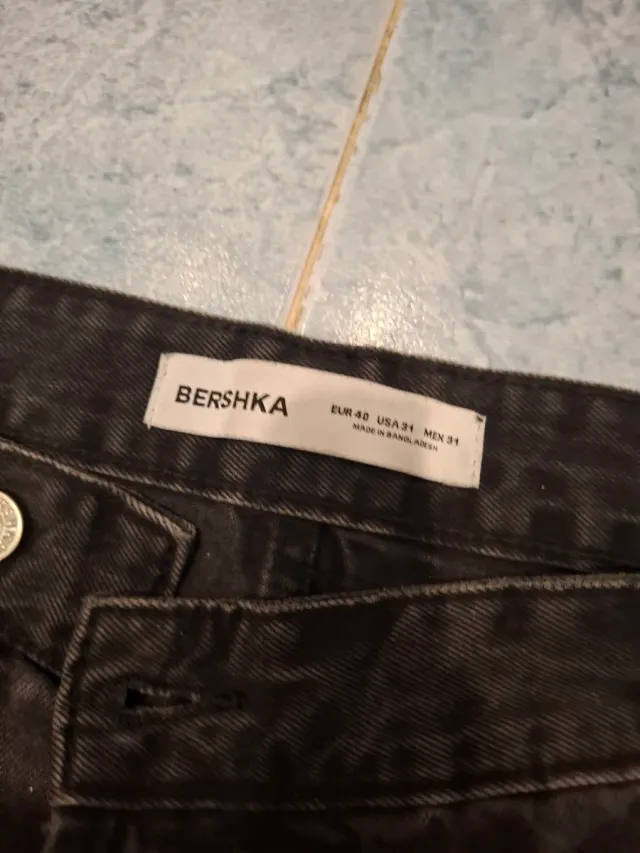 BERSHKA
EUR 40 USA 31 MEX 31
MADE IN BANGLADESH